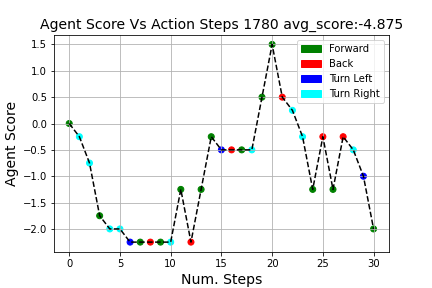 Agent Score Vs Action Steps 1780 avg_score:-4.875
Agent Score
1.5
1.0
0.5
0.0
−0.5
−1.0
−1.5
−2.0
Forward
Back
Turn Left
Turn Right
0 5 10 15 20 25 30
Num. Steps